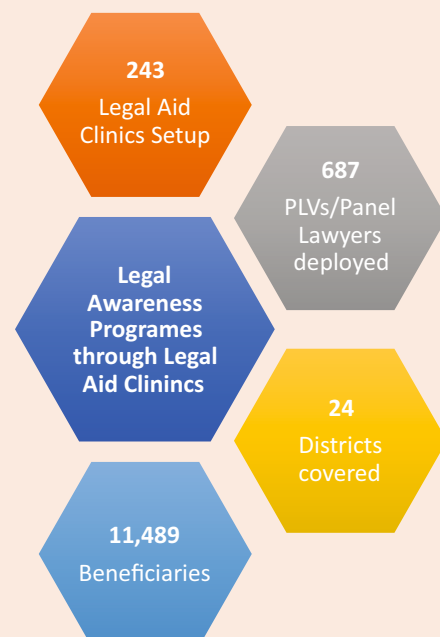 243
Legal Aid
Clinics Setup
687
PLVs/Panel
Lawyers
deployed
Legal
Awareness
Programes
through Legal
Aid Clinincs
24
Districts
covered
11,489
Beneficiaries